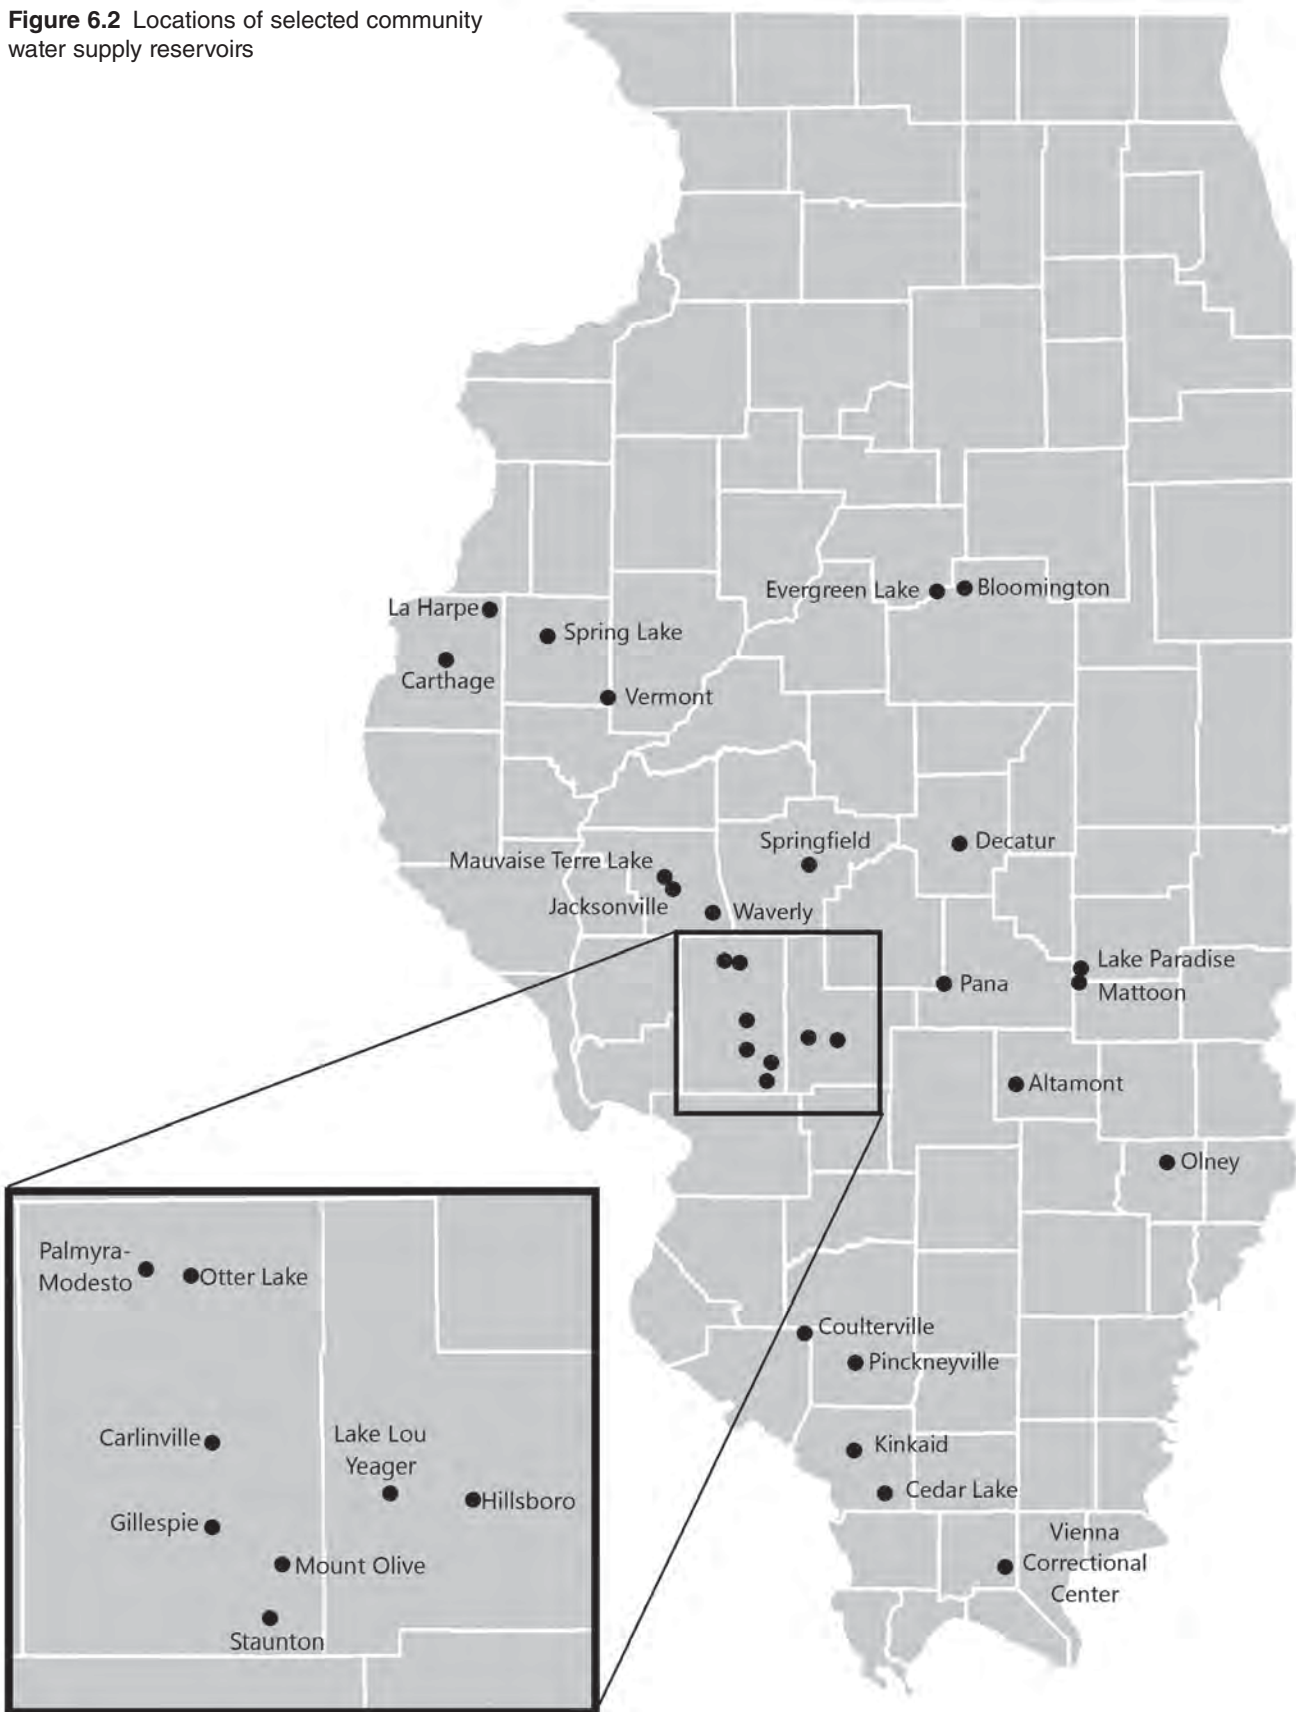 Figure 6.2 Locations of selected community
water supply reservoirs
Evergreen Lake
Bloomington
La Harpe
Spring Lake
Carthage
Vermont
Springfield
Decatur
Mauvaise Terre Lake
Jacksonville
Waverly
Lake Paradise
Pana
Mattoon
Altamont
Olney
Palmyra-
Modesto
Otter Lake
Coulterville
Pinckneyville
Carlinville
Lake Lou
Yeager
Kinkaid
Hillsboro
Cedar Lake
Gillespie
Vienna
Correctional
Center
Mount Olive
Staunton